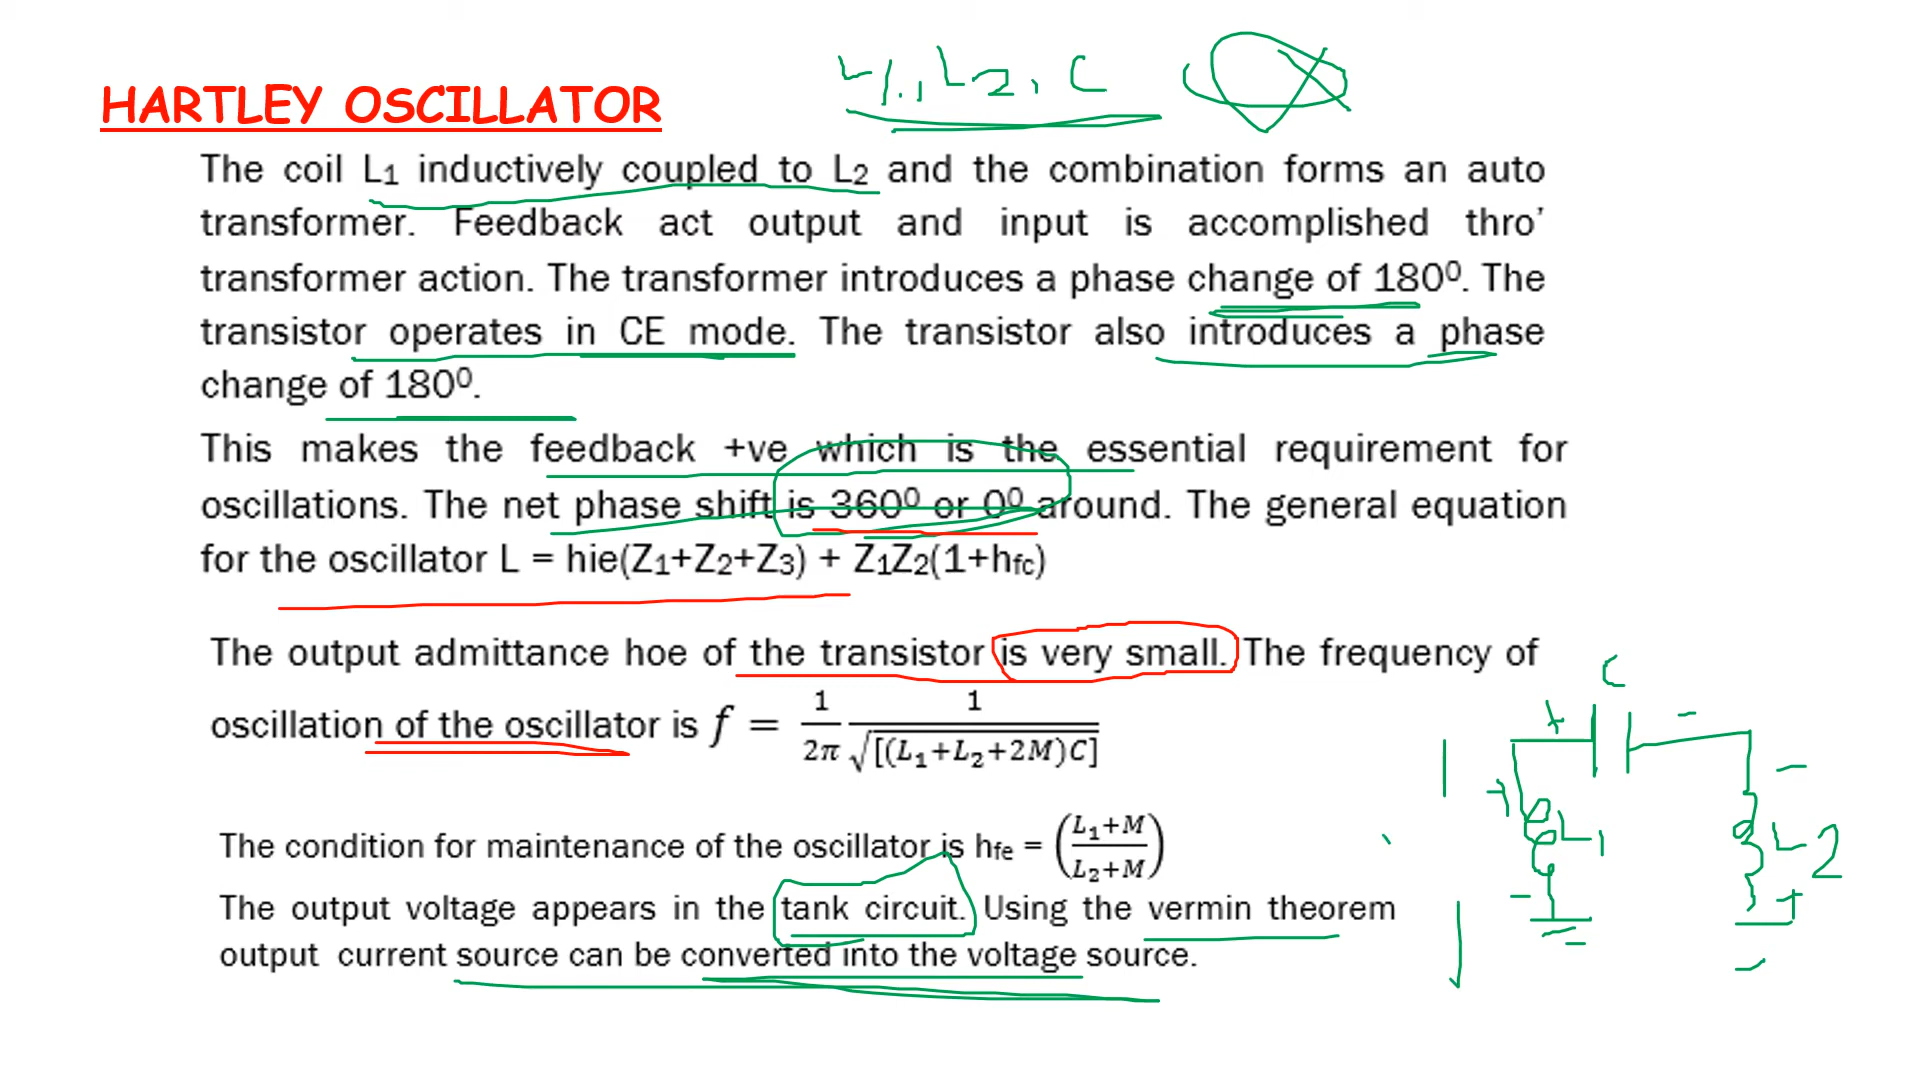 L1, L2, C
HARTLEY OSCILLATOR
The coil L₁ inductively coupled to L₂ and the combination forms an auto
transformer. Feedback act output and input is accomplished thro’
transformer action. The transformer introduces a phase change of 180⁰. The
transistor operates in CE mode. The transistor also introduces a phase
change of 180⁰.
This makes the feedback +ve which is the essential requirement for
oscillations. The net phase shift is 360⁰ or 0⁰ around. The general equation
for the oscillator L = hie(Z₁+Z₂+Z₃) + Z₁Z₂(1+hfc)
The output admittance hoe of the transistor is very small. The frequency of
oscillation of the oscillator is f = 1/2π 1/√[(L₁+L₂+2M)C]
The condition for maintenance of the oscillator is hfe = (L₁+M/L₂+M)
The output voltage appears in the tank circuit. Using the vermin theorem
output current source can be converted into the voltage source.
C
+ -
+ -
L1 L2
- +